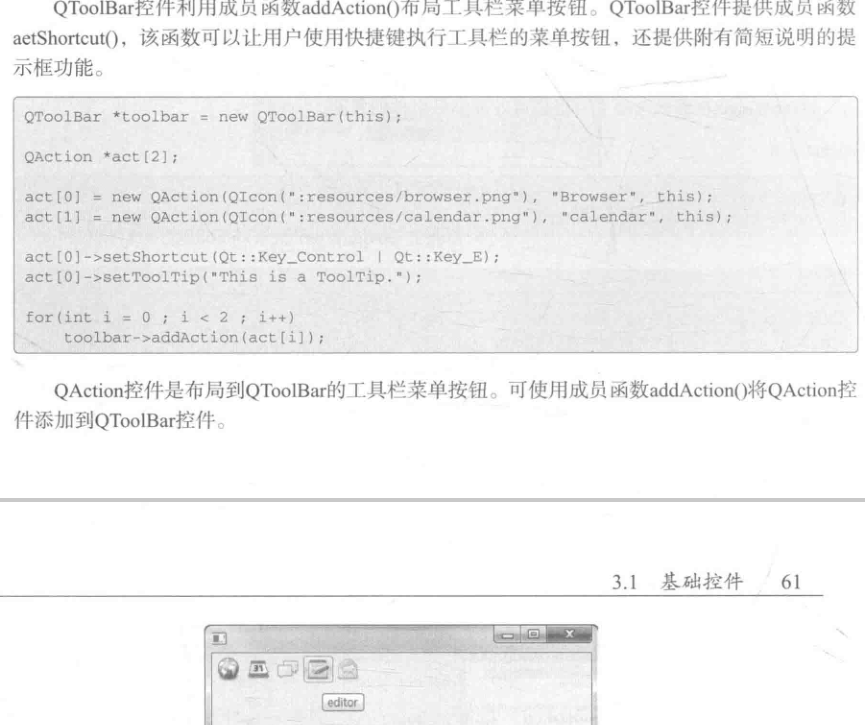 QToolBar控件利用成员函数addAction()布局工具栏菜单按钮。QToolBar控件提供成员函数
aetShortcut()，该函数可以让用户使用快捷键执行工具栏的菜单按钮，还提供附有简短说明的提
示框功能。
QToolBar *toolbar = new QToolBar(this);
QAction *act[2];
act[0] = new QAction(QIcon(":resources/browser.png"), "Browser", this);
act[1] = new QAction(QIcon(":resources/calendar.png"), "calendar", this);
act[0]->setShortcut(Qt::Key_Control | Qt::Key_E);
act[0]->setToolTip("This is a ToolTip.");
for(int i = 0 ; i < 2 ; i++)
toolbar->addAction(act[i]);
QAction控件是布局到QToolBar的工具栏菜单按钮。可使用成员函数addAction()将QAction控
件添加到QToolBar控件。
3.1 基础控件 61
31
editor